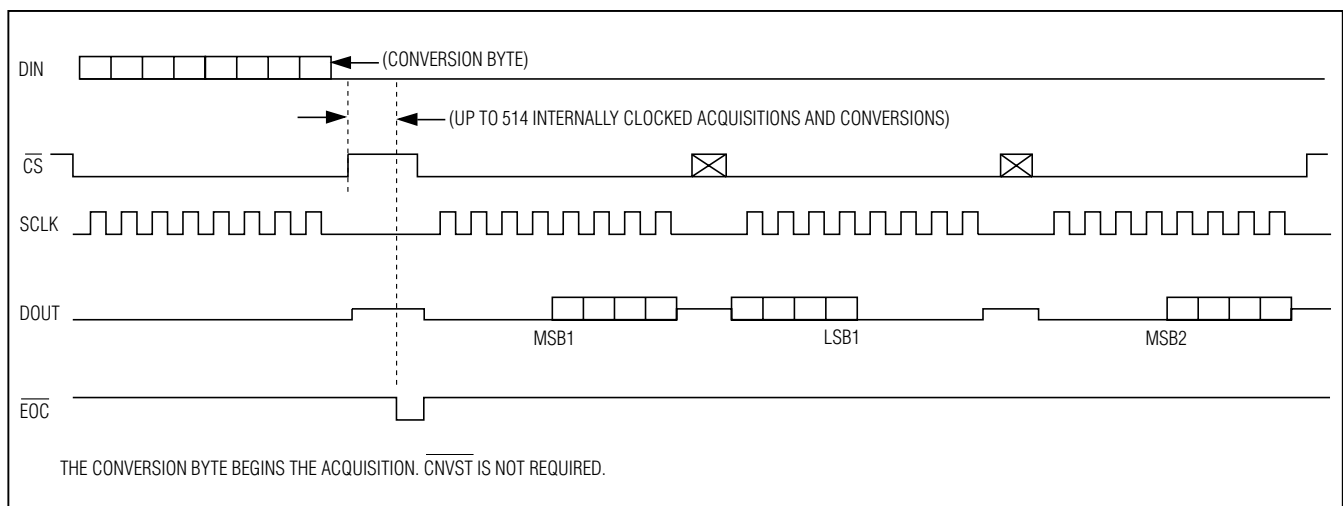 DIN
(CONVERSION BYTE)
(UP TO 514 INTERNALLY CLOCKED ACQUISITIONS AND CONVERSIONS)
CS
SCLK
DOUT
MSB1
LSB1
MSB2
EOC
THE CONVERSION BYTE BEGINS THE ACQUISITION. CNVST IS NOT REQUIRED.